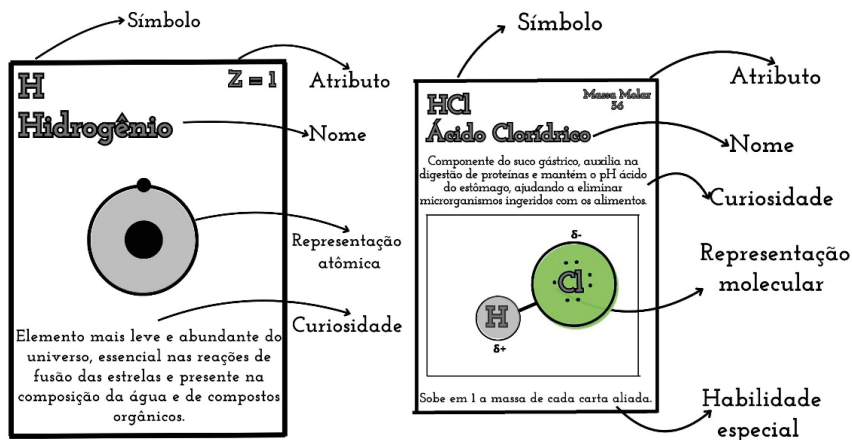 Símbolo
H
Z = 1
Atributo
Hidrogênio
Nome
Representação
atômica
Curiosidade
Elemento mais leve e abundante do
universo, essencial nas reações de
fusão das estrelas e presente na
composição da água e de compostos
orgânicos.
Símbolo
HCl
Massa Molar
36
Atributo
Ácido Clorídrico
Nome
Componente do suco gástrico, auxilia na
digestão de proteínas e mantém o pH ácido
do estômago, ajudando a eliminar
microrganismos ingeridos com os alimentos.
Curiosidade
δ-
Cl
H
δ+
Representação
molecular
Sobe em 1 a massa de cada carta aliada.
Habilidade
especial